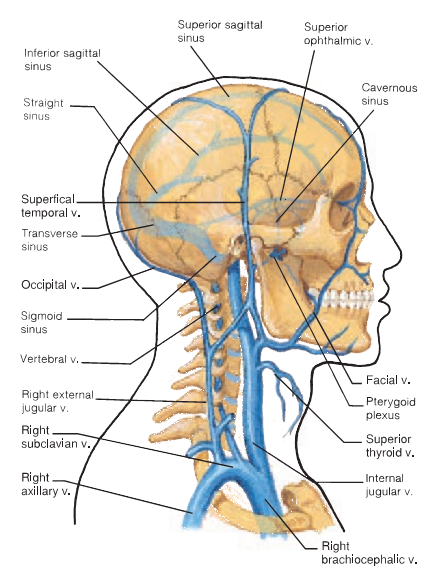 Superior sagittal
sinus
Superior
ophthalmic v.
Inferior sagittal
sinus
Cavernous
sinus
Straight
sinus
Superfical
temporal v.
Transverse
sinus
Occipital v.
Sigmoid
sinus
Vertebral v.
Right external
jugular v.
Right
subclavian v.
Right
axillary v.
Facial v.
Pterygoid
plexus
Superior
thyroid v.
Internal
jugular v.
Right
brachiocephalic v.